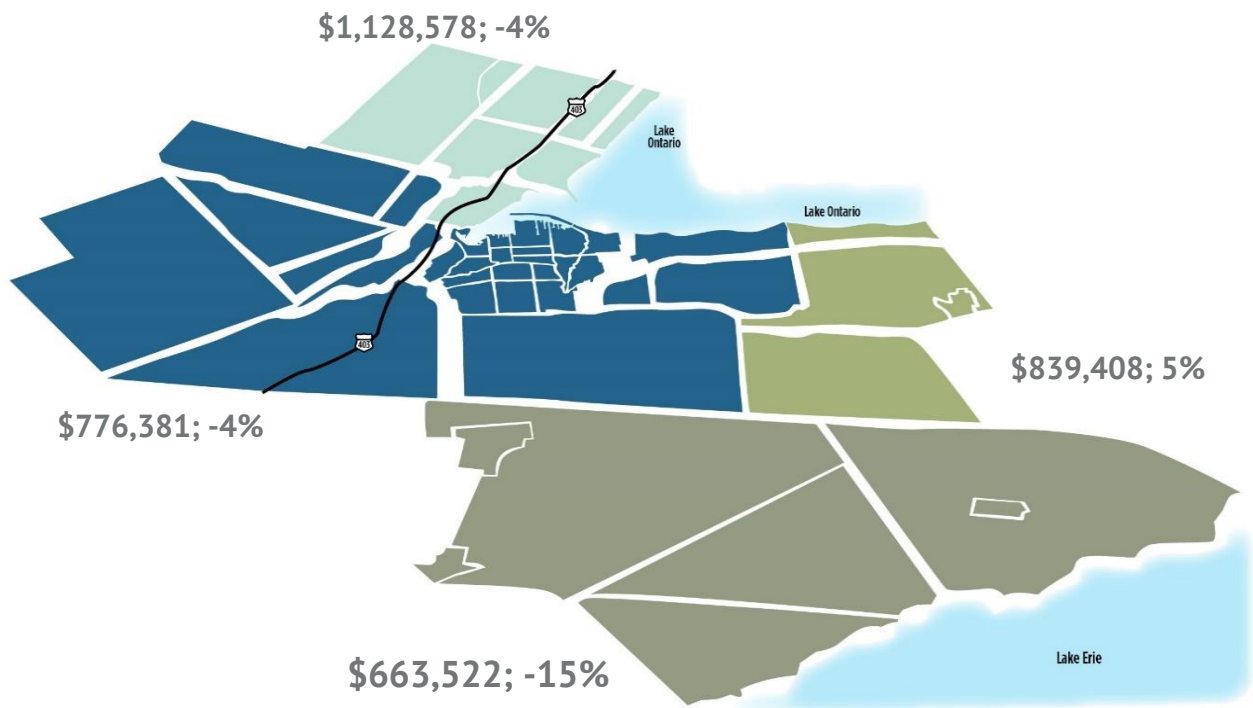 $1,128,578; -4%
403
Lake
Ontario
Lake Ontario
403
$839,408; 5%
$776,381; -4%
Lake Erie
$663,522; -15%